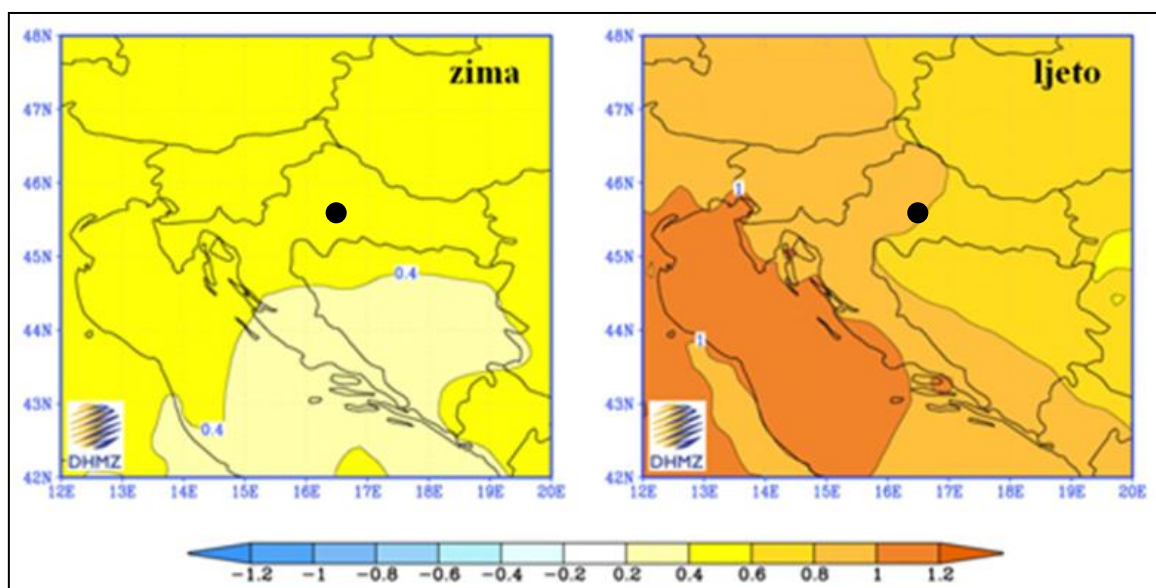 zima
48N
47N
46N
45N
44N
43N
42N
0.4
0.4
DHMZ
12E 13E 14E 15E 16E 17E 18E 19E 20E
ljeto
48N
47N
46N
45N
44N
43N
42N
1
1
DHMZ
12E 13E 14E 15E 16E 17E 18E 19E 20E
-1.2 -1 -0.8 -0.6 -0.4 -0.2 0.2 0.4 0.6 0.8 1 1.2